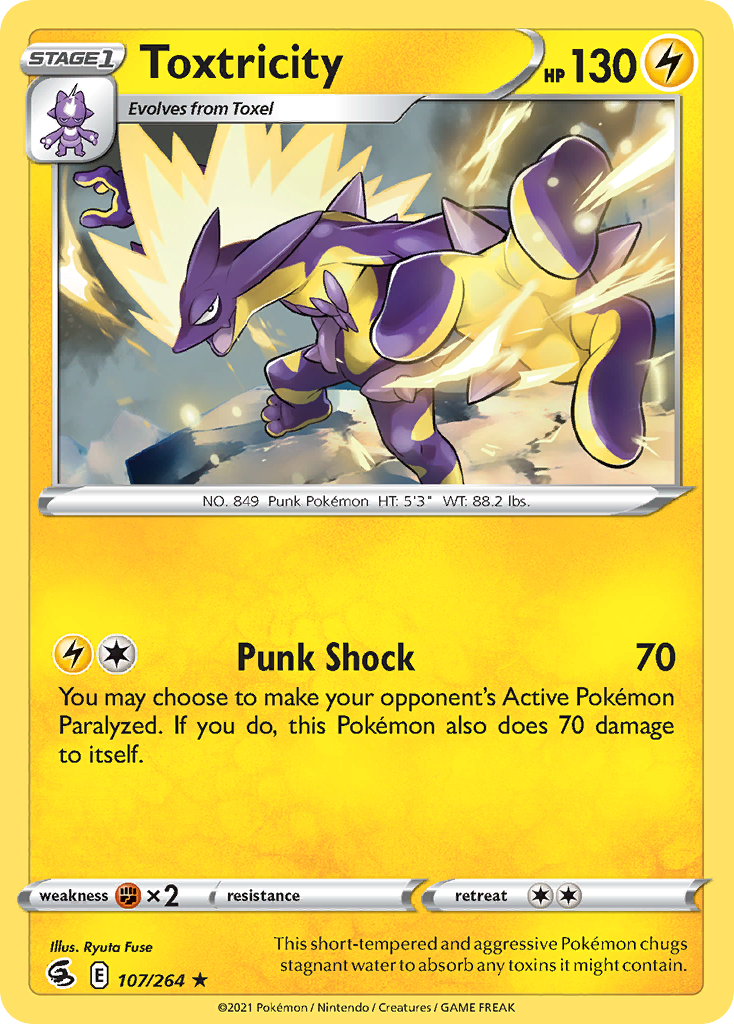 STAGE1
Toxtricity
HP 130
Evolves from Toxel
NO. 849 Punk Pokémon HT: 5'3" WT: 88.2 lbs.
Punk Shock 70
You may choose to make your opponent's Active Pokémon
Paralyzed. If you do, this Pokémon also does 70 damage
to itself.
weakness ×2 resistance retreat
Illus. Ryuta Fuse
This short-tempered and aggressive Pokémon chugs
stagnant water to absorb any toxins it might contain.
E 107/264 ★
©2021 Pokémon / Nintendo / Creatures / GAME FREAK